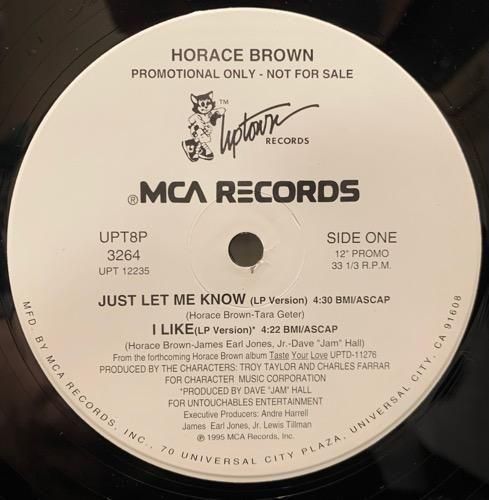 HORACE BROWN
PROMOTIONAL ONLY - NOT FOR SALE
™
Uptown
RECORDS
®MCA RECORDS
UPT8P
3264
UPT 12235
SIDE ONE
12" PROMO
33 1/3 R.P.M.
JUST LET ME KNOW (LP Version) 4:30 BMI/ASCAP
(Horace Brown-Tara Geter)
I LIKE(LP Version)* 4:22 BMI/ASCAP
(Horace Brown-James Earl Jones, Jr.-Dave "Jam" Hall)
From the forthcoming Horace Brown album Taste Your Love UPTD-11276
PRODUCED BY THE CHARACTERS: TROY TAYLOR AND CHARLES FARRAR
FOR CHARACTER MUSIC CORPORATION
*PRODUCED BY DAVE "JAM" HALL
FOR UNTOUCHABLES ENTERTAINMENT
Executive Producers: Andre Harrell
James Earl Jones, Jr. Lewis Tillman
℗ 1995 MCA Records, Inc.
MFD. BY MCA RECORDS, INC., 70 UNIVERSAL CITY PLAZA, UNIVERSAL CITY, CA 91608